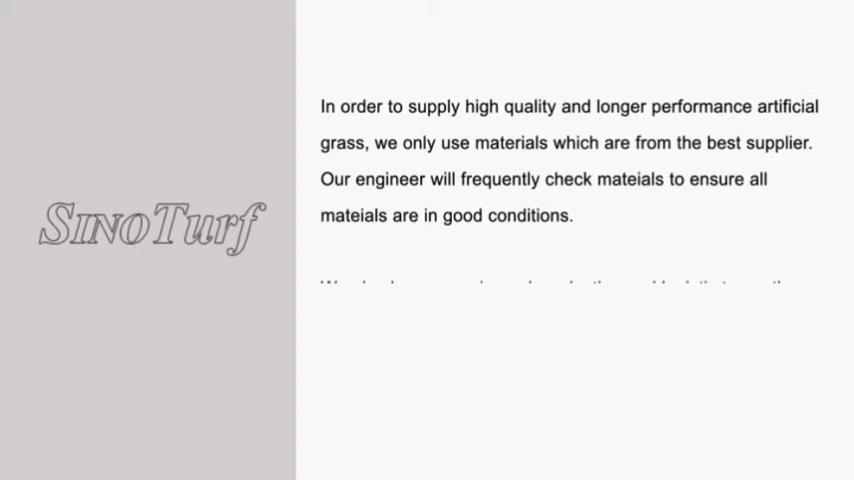 SINOTurf
In order to supply high quality and longer performance artificial
grass, we only use materials which are from the best supplier.
Our engineer will frequently check mateials to ensure all
mateials are in good conditions.